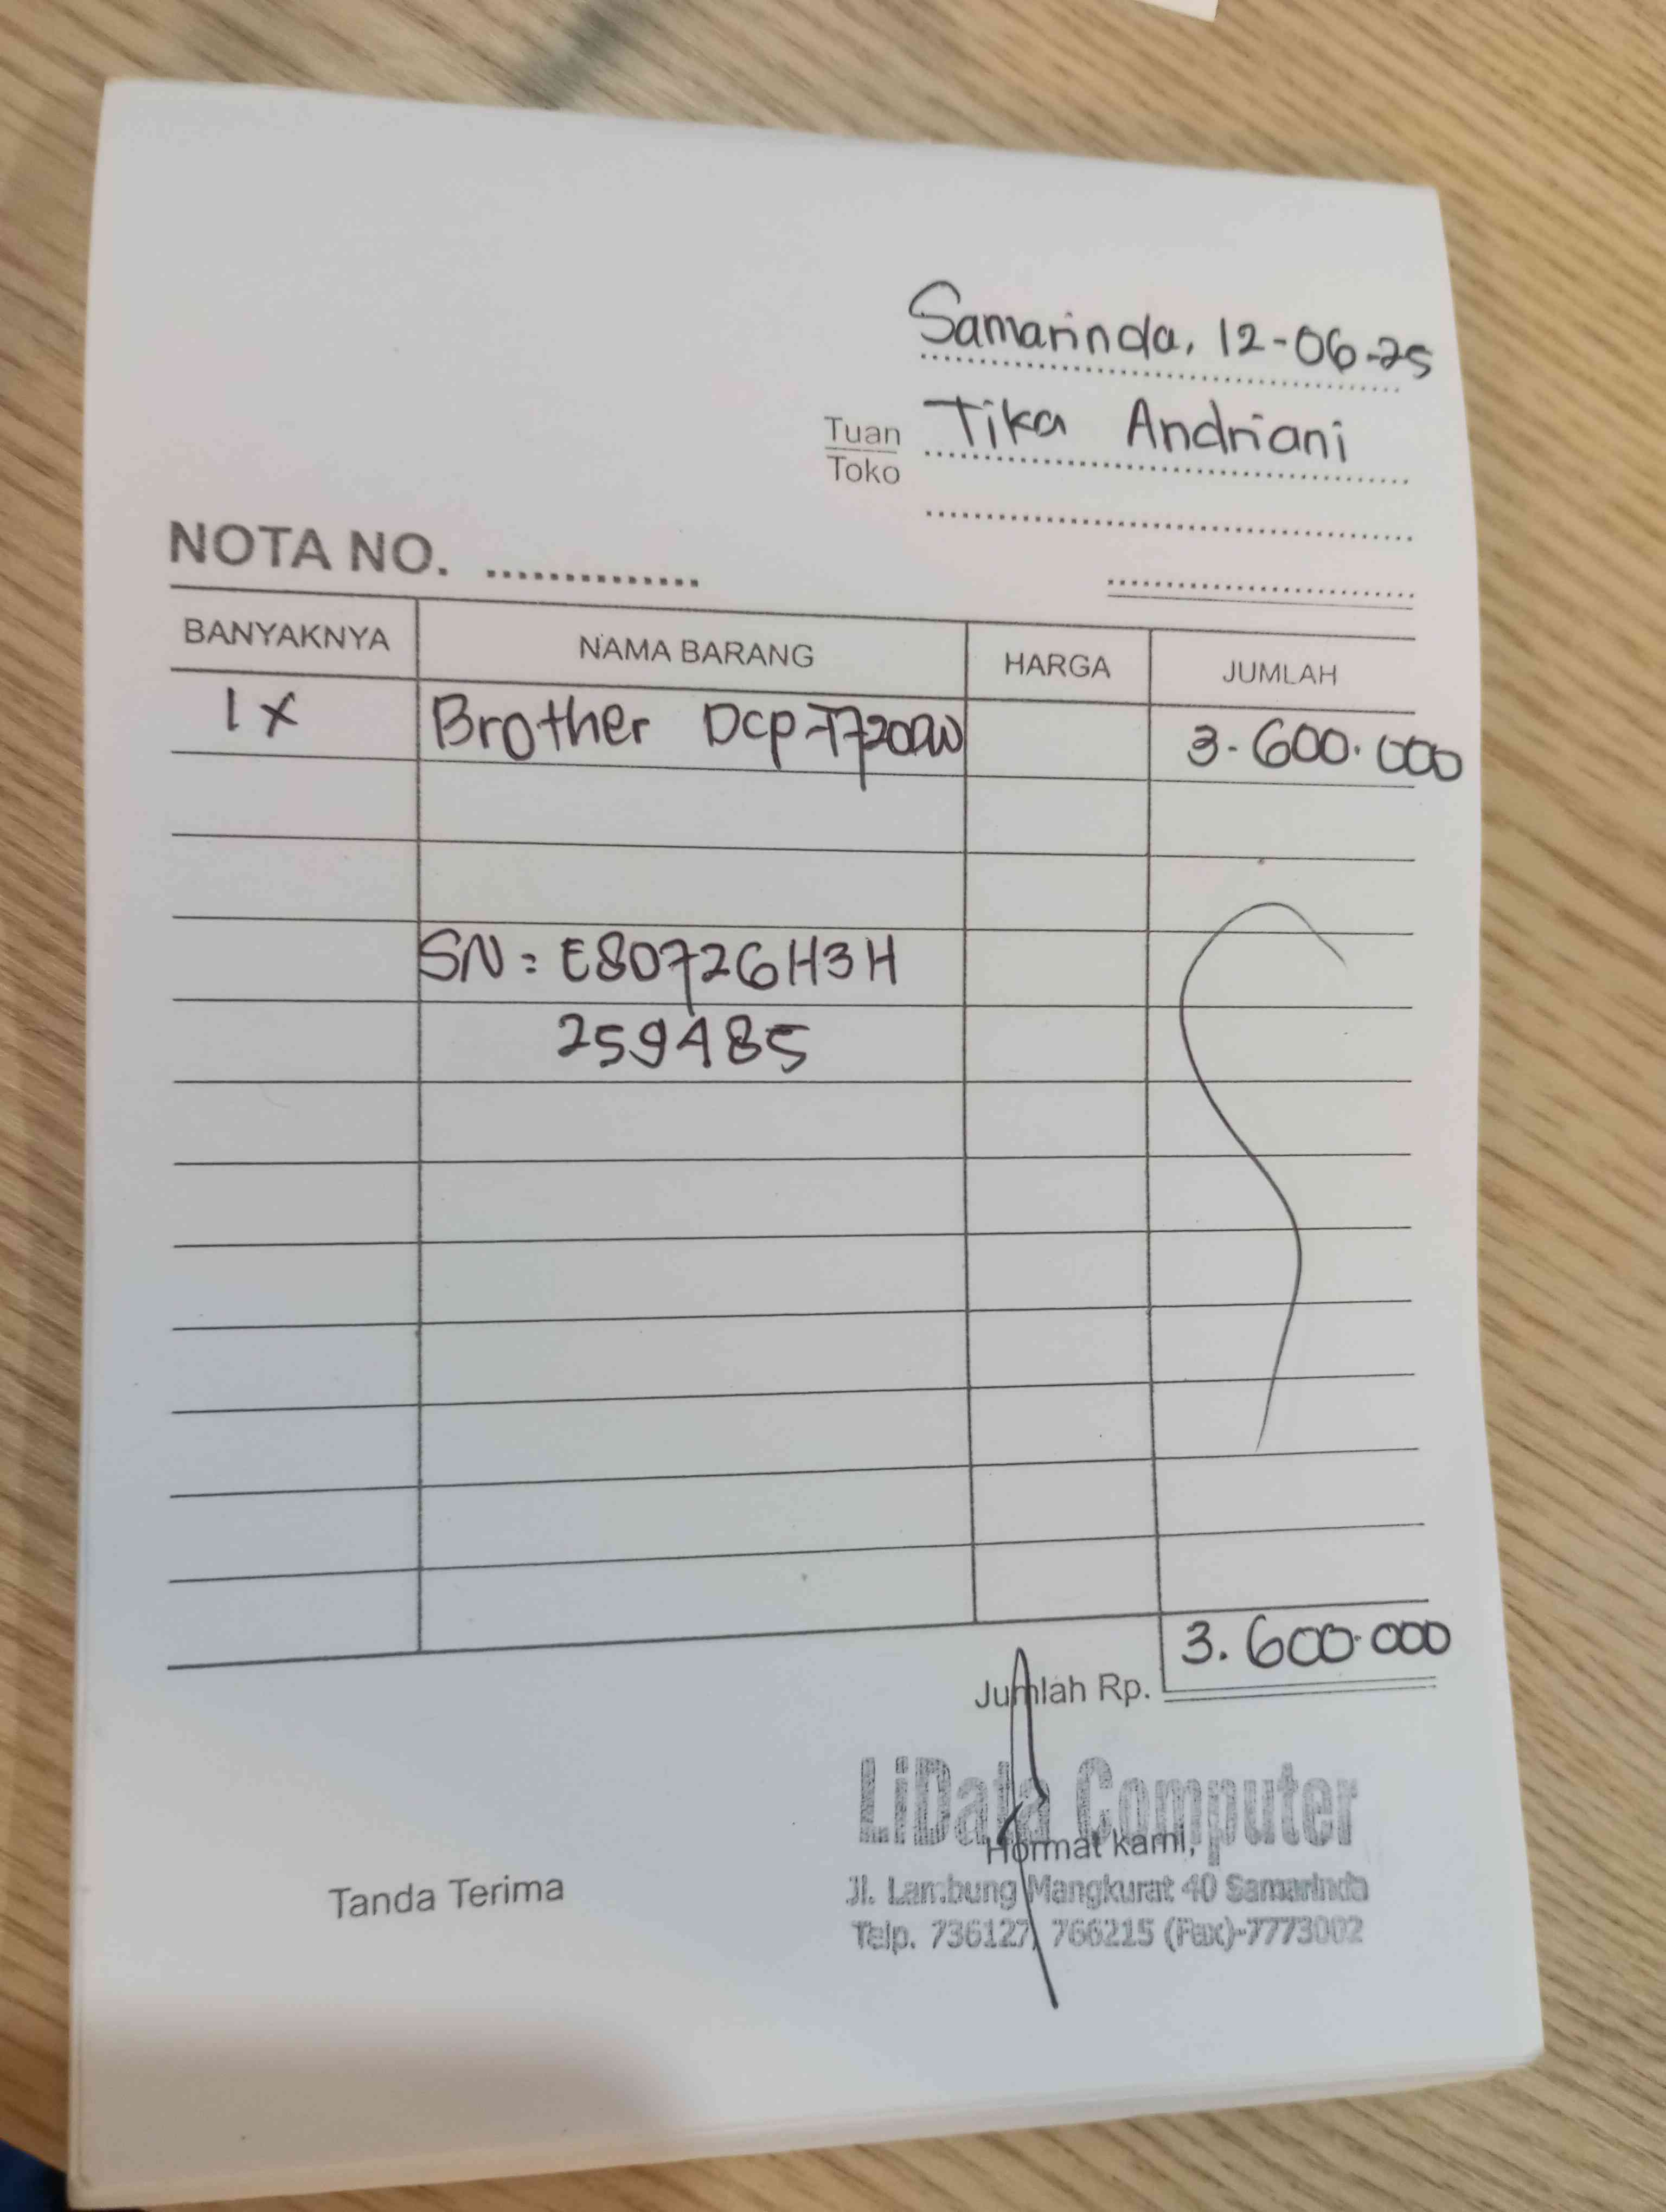 Samarinda, 12-06-25
Tuan Tika Andriani
Toko
NOTA NO. ..............
BANYAKNYA NAMA BARANG HARGA JUMLAH
1 X Brother Dcp-T720DW 3.600.000
SN: E80726H3H
259485
Jumlah Rp. 3.600.000
LiData Computer
Hormat kami,
Jl. Lambung Mangkurat 40 Samarinda
Telp. 736127, 766215 (Fax)-7773002
Tanda Terima